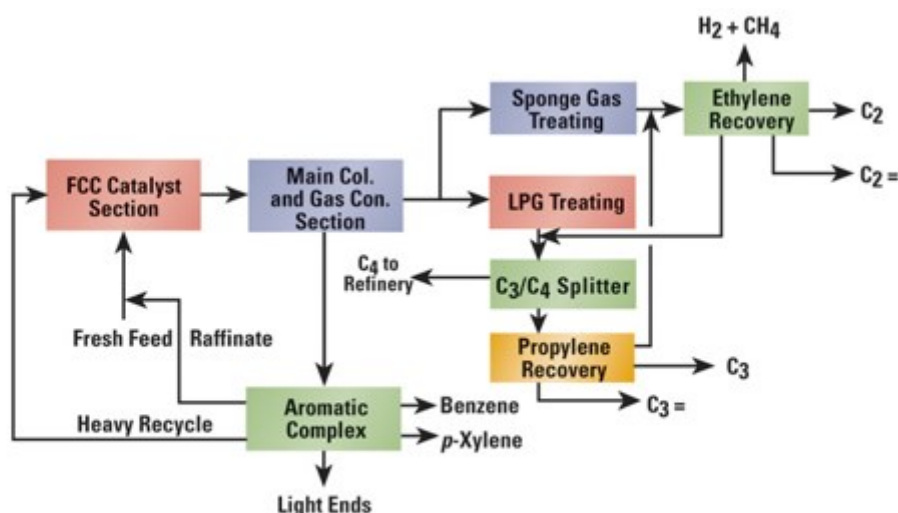 H2 + CH4
Sponge Gas
Treating
Ethylene
Recovery
C2
C2 =
FCC Catalyst
Section
Main Col.
and Gas Con.
Section
LPG Treating
C4 to
Refinery
C3/C4 Splitter
Fresh Feed
Raffinate
Propylene
Recovery
C3
C3 =
Heavy Recycle
Aromatic
Complex
Benzene
p-Xylene
Light Ends